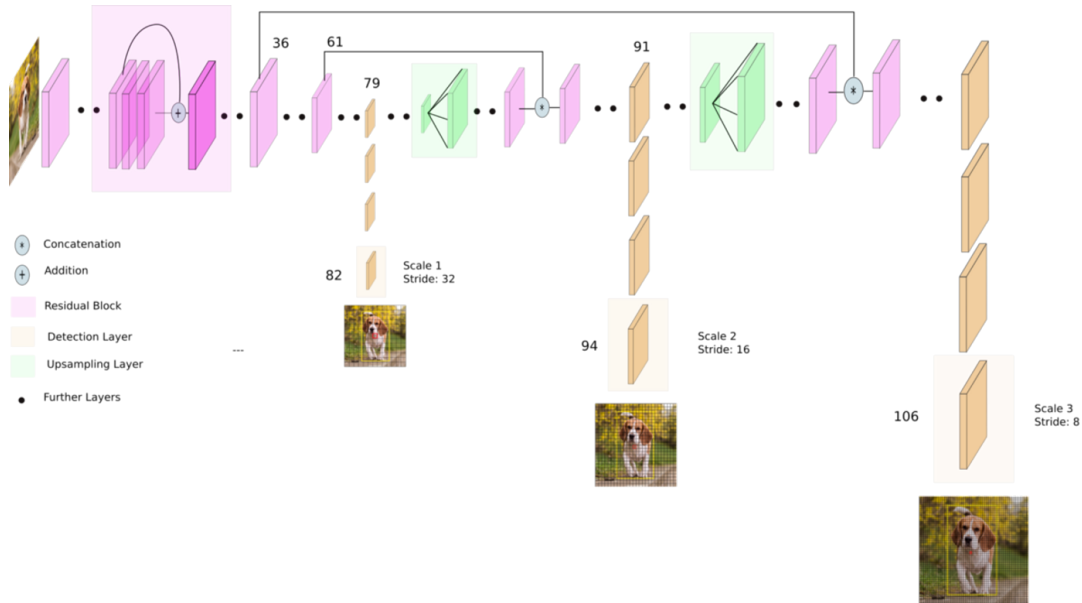 36
61
91
79
Concatenation
Addition
Residual Block
Detection Layer
Upsampling Layer
Further Layers
---
82
Scale 1
Stride: 32
94
Scale 2
Stride: 16
106
Scale 3
Stride: 8